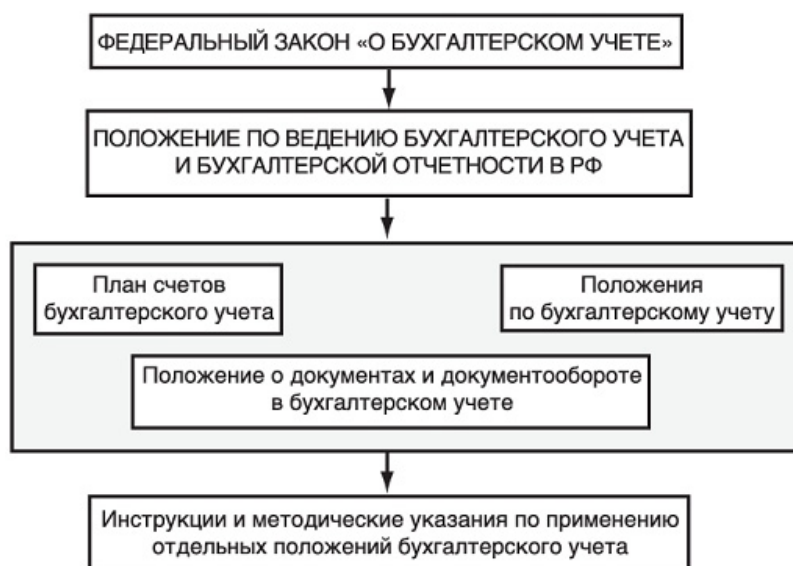 ФЕДЕРАЛЬНЫЙ ЗАКОН «О БУХГАЛТЕРСКОМ УЧЕТЕ»
ПОЛОЖЕНИЕ ПО ВЕДЕНИЮ БУХГАЛТЕРСКОГО УЧЕТА
И БУХГАЛТЕРСКОЙ ОТЧЕТНОСТИ В РФ
План счетов
бухгалтерского учета
Положения
по бухгалтерскому учету
Положение о документах и документообороте
в бухгалтерском учете
Инструкции и методические указания по применению
отдельных положений бухгалтерского учета